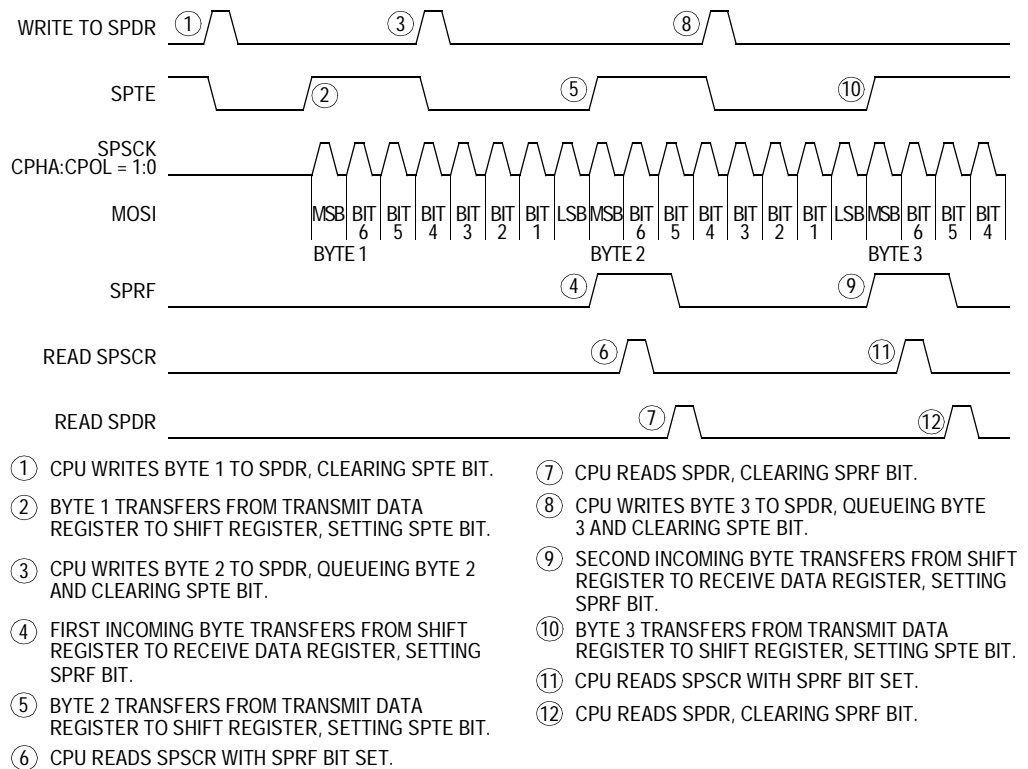 WRITE TO SPDR
1
3
8
SPTE
2
5
10
SPSCK
CPHA:CPOL = 1:0
MOSI
MSB BIT BIT BIT BIT BIT BIT LSB MSB BIT BIT BIT BIT BIT BIT LSB MSB BIT BIT BIT
6 5 4 3 2 1 6 5 4 3 2 1 6 5 4
BYTE 1 BYTE 2 BYTE 3
SPRF
4
9
READ SPSCR
6
11
READ SPDR
7
12
1 CPU WRITES BYTE 1 TO SPDR, CLEARING SPTE BIT.
2 BYTE 1 TRANSFERS FROM TRANSMIT DATA
REGISTER TO SHIFT REGISTER, SETTING SPTE BIT.
3 CPU WRITES BYTE 2 TO SPDR, QUEUEING BYTE 2
AND CLEARING SPTE BIT.
4 FIRST INCOMING BYTE TRANSFERS FROM SHIFT
REGISTER TO RECEIVE DATA REGISTER, SETTING
SPRF BIT.
5 BYTE 2 TRANSFERS FROM TRANSMIT DATA
REGISTER TO SHIFT REGISTER, SETTING SPTE BIT.
6 CPU READS SPSCR WITH SPRF BIT SET.
7 CPU READS SPDR, CLEARING SPRF BIT.
8 CPU WRITES BYTE 3 TO SPDR, QUEUEING BYTE
3 AND CLEARING SPTE BIT.
9 SECOND INCOMING BYTE TRANSFERS FROM SHIFT
REGISTER TO RECEIVE DATA REGISTER, SETTING
SPRF BIT.
10 BYTE 3 TRANSFERS FROM TRANSMIT DATA
REGISTER TO SHIFT REGISTER, SETTING SPTE BIT.
11 CPU READS SPSCR WITH SPRF BIT SET.
12 CPU READS SPDR, CLEARING SPRF BIT.